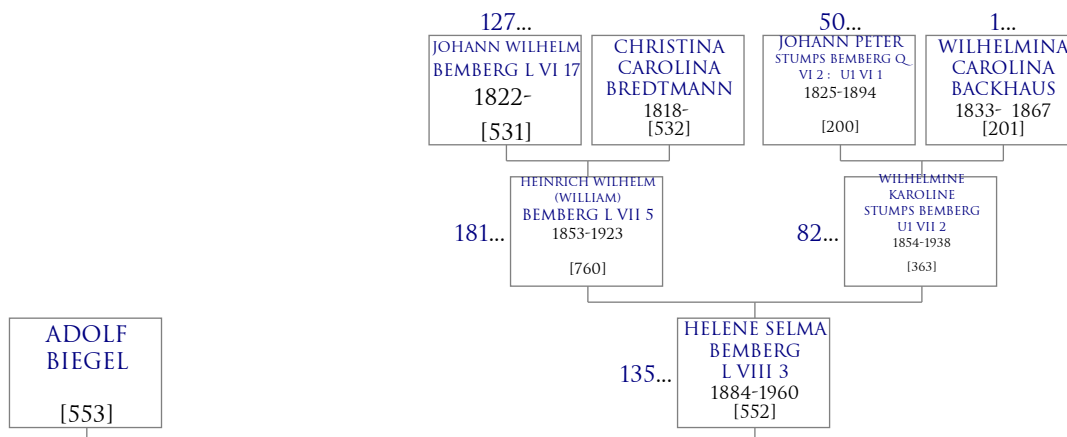 127...
JOHANN WILHELM
BEMBERG L VI 17
1822-
[531]
CHRISTINA
CAROLINA
BREDTMANN
1818-
[532]
50...
JOHANN PETER
STUMPS BEMBERG Q
VI 2 : U1 VI 1
1825-1894
[200]
1...
WILHELMINA
CAROLINA
BACKHAUS
1833- 1867
[201]
181...
HEINRICH WILHELM
(WILLIAM)
BEMBERG L VII 5
1853-1923
[760]
82...
WILHELMINE
KAROLINE
STUMPS BEMBERG
U1 VII 2
1854-1938
[363]
ADOLF
BIEGEL
[553]
135...
HELENE SELMA
BEMBERG
L VIII 3
1884-1960
[552]